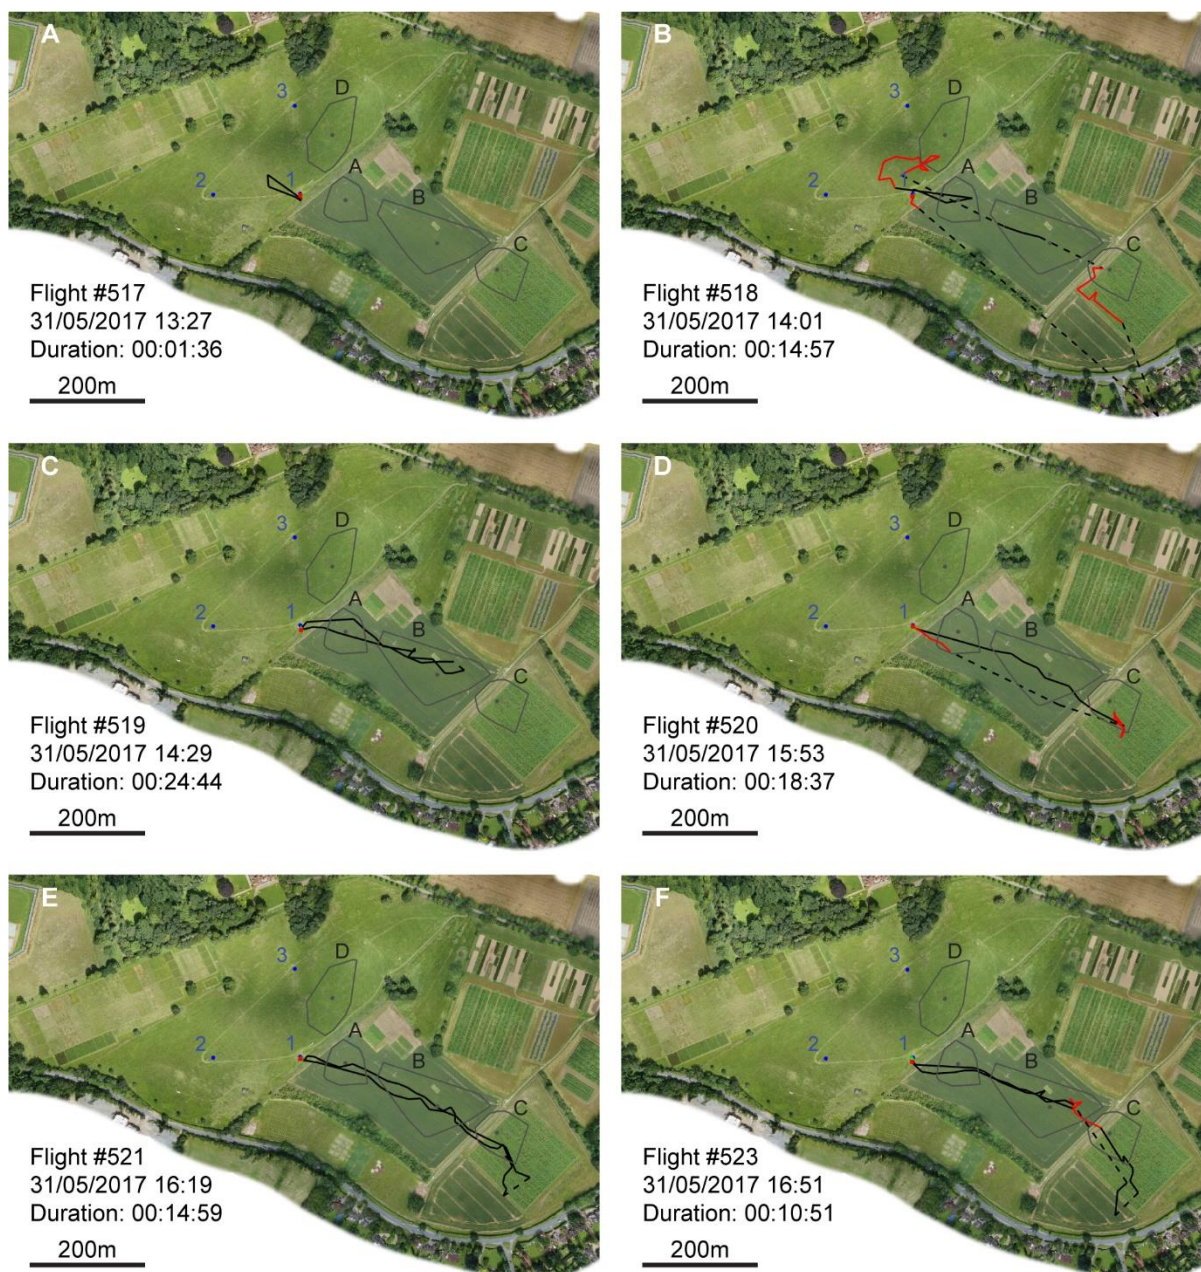 A
3
D
A
2
1
B
C
Flight #517
31/05/2017 13:27
Duration: 00:01:36
200m
B
3
D
A
2
1
B
C
Flight #518
31/05/2017 14:01
Duration: 00:14:57
200m
C
3
D
A
2
1
B
C
Flight #519
31/05/2017 14:29
Duration: 00:24:44
200m
D
3
D
A
2
1
B
C
Flight #520
31/05/2017 15:53
Duration: 00:18:37
200m
E
3
D
A
2
1
B
C
Flight #521
31/05/2017 16:19
Duration: 00:14:59
200m
F
3
D
A
2
1
B
C
Flight #523
31/05/2017 16:51
Duration: 00:10:51
200m